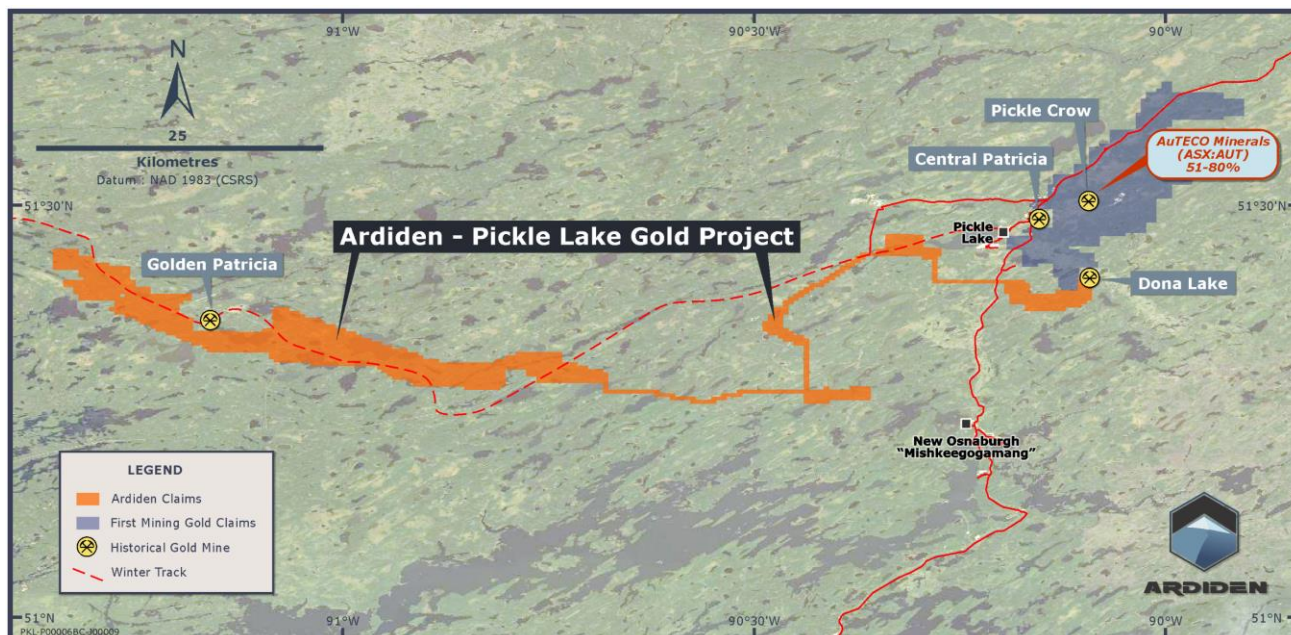 91°W
90°30'W
90°W
N
25
Kilometres
Datum : NAD 1983 (CSRS)
Pickle Crow
AuTECO Minerals
(ASX:AUT)
51-80%
Central Patricia
51°30'N
51°30'N
Ardiden - Pickle Lake Gold Project
Pickle
Lake
Golden Patricia
Dona Lake
New Osnaburgh
"Mishkeegogamang"
LEGEND
Ardiden Claims
First Mining Gold Claims
Historical Gold Mine
Winter Track
ARDIDEN
51°N
91°W
90°30'W
90°W
51°N